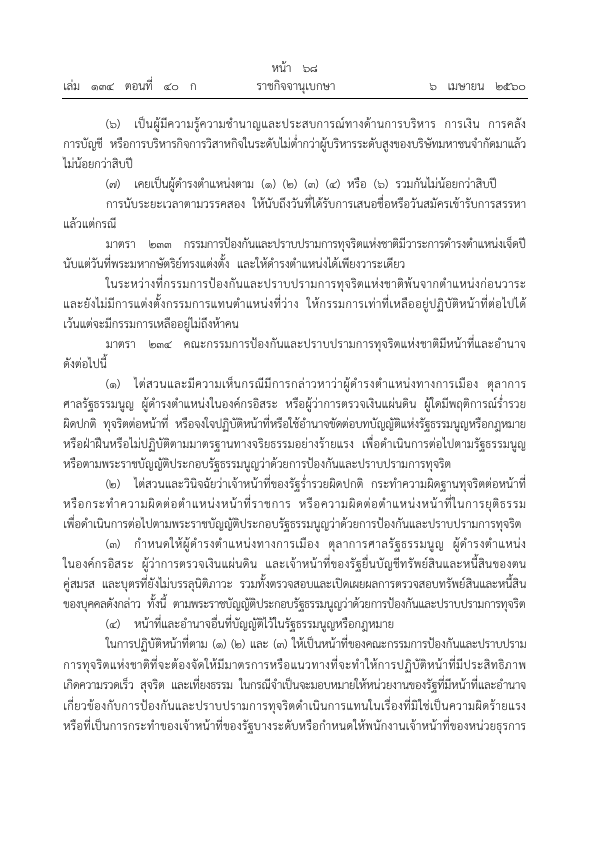 หน้า ๖๘
เล่ม ๑๓๔ ตอนที่ ๔๐ ก ราชกิจจานุเบกษา ๖ เมษายน ๒๕๖๐
(๖) เป็นผู้มีความรู้ความชำนาญและประสบการณ์ทางด้านการบริหาร การเงิน การคลัง
การบัญชี หรือการบริหารกิจการวิสาหกิจในระดับไม่ต่ำกว่าผู้บริหารระดับสูงของบริษัทมหาชนจำกัดมาแล้ว
ไม่น้อยกว่าสิบปี
(๗) เคยเป็นผู้ดำรงตำแหน่งตาม (๑) (๒) (๓) (๔) หรือ (๖) รวมกันไม่น้อยกว่าสิบปี
การนับระยะเวลาตามวรรคสอง ให้นับถึงวันที่ได้รับการเสนอชื่อหรือวันสมัครเข้ารับการสรรหา
แล้วแต่กรณี
มาตรา ๒๓๓ กรรมการป้องกันและปราบปรามการทุจริตแห่งชาติมีวาระการดำรงตำแหน่งเจ็ดปี
นับแต่วันที่พระมหากษัตริย์ทรงแต่งตั้ง และให้ดำรงตำแหน่งได้เพียงวาระเดียว
ในระหว่างที่กรรมการป้องกันและปราบปรามการทุจริตแห่งชาติพ้นจากตำแหน่งก่อนวาระ
และยังไม่มีการแต่งตั้งกรรมการแทนตำแหน่งที่ว่าง ให้กรรมการเท่าที่เหลืออยู่ปฏิบัติหน้าที่ต่อไปได้
เว้นแต่จะมีกรรมการเหลืออยู่ไม่ถึงห้าคน
มาตรา ๒๓๔ คณะกรรมการป้องกันและปราบปรามการทุจริตแห่งชาติมีหน้าที่และอำนาจ
ดังต่อไปนี้
(๑) ไต่สวนและมีความเห็นกรณีมีการกล่าวหาว่าผู้ดำรงตำแหน่งทางการเมือง ตุลาการ
ศาลรัฐธรรมนูญ ผู้ดำรงตำแหน่งในองค์กรอิสระ หรือผู้ว่าการตรวจเงินแผ่นดิน ผู้ใดมีพฤติการณ์ร่ำรวย
ผิดปกติ ทุจริตต่อหน้าที่ หรือจงใจปฏิบัติหน้าที่หรือใช้อำนาจขัดต่อบทบัญญัติแห่งรัฐธรรมนูญหรือกฎหมาย
หรือฝ่าฝืนหรือไม่ปฏิบัติตามมาตรฐานทางจริยธรรมอย่างร้ายแรง เพื่อดำเนินการต่อไปตามรัฐธรรมนูญ
หรือตามพระราชบัญญัติประกอบรัฐธรรมนูญว่าด้วยการป้องกันและปราบปรามการทุจริต
(๒) ไต่สวนและวินิจฉัยว่าเจ้าหน้าที่ของรัฐร่ำรวยผิดปกติ กระทำความผิดฐานทุจริตต่อหน้าที่
หรือกระทำความผิดต่อตำแหน่งหน้าที่ราชการ หรือความผิดต่อตำแหน่งหน้าที่ในการยุติธรรม
เพื่อดำเนินการต่อไปตามพระราชบัญญัติประกอบรัฐธรรมนูญว่าด้วยการป้องกันและปราบปรามการทุจริต
(๓) กำหนดให้ผู้ดำรงตำแหน่งทางการเมือง ตุลาการศาลรัฐธรรมนูญ ผู้ดำรงตำแหน่ง
ในองค์กรอิสระ ผู้ว่าการตรวจเงินแผ่นดิน และเจ้าหน้าที่ของรัฐยื่นบัญชีทรัพย์สินและหนี้สินของตน
คู่สมรส และบุตรที่ยังไม่บรรลุนิติภาวะ รวมทั้งตรวจสอบและเปิดเผยผลการตรวจสอบทรัพย์สินและหนี้สิน
ของบุคคลดังกล่าว ทั้งนี้ ตามพระราชบัญญัติประกอบรัฐธรรมนูญว่าด้วยการป้องกันและปราบปรามการทุจริต
(๔) หน้าที่และอำนาจอื่นที่บัญญัติไว้ในรัฐธรรมนูญหรือกฎหมาย
ในการปฏิบัติหน้าที่ตาม (๑) (๒) และ (๓) ให้เป็นหน้าที่ของคณะกรรมการป้องกันและปราบปราม
การทุจริตแห่งชาติที่จะต้องจัดให้มีมาตรการหรือแนวทางที่จะทำให้การปฏิบัติหน้าที่มีประสิทธิภาพ
เกิดความรวดเร็ว สุจริต และเที่ยงธรรม ในกรณีจำเป็นจะมอบหมายให้หน่วยงานของรัฐที่มีหน้าที่และอำนาจ
เกี่ยวข้องกับการป้องกันและปราบปรามการทุจริตดำเนินการแทนในเรื่องที่มิใช่เป็นความผิดร้ายแรง
หรือที่เป็นการกระทำของเจ้าหน้าที่ของรัฐบางระดับหรือกำหนดให้พนักงานเจ้าหน้าที่ของหน่วยธุรการ